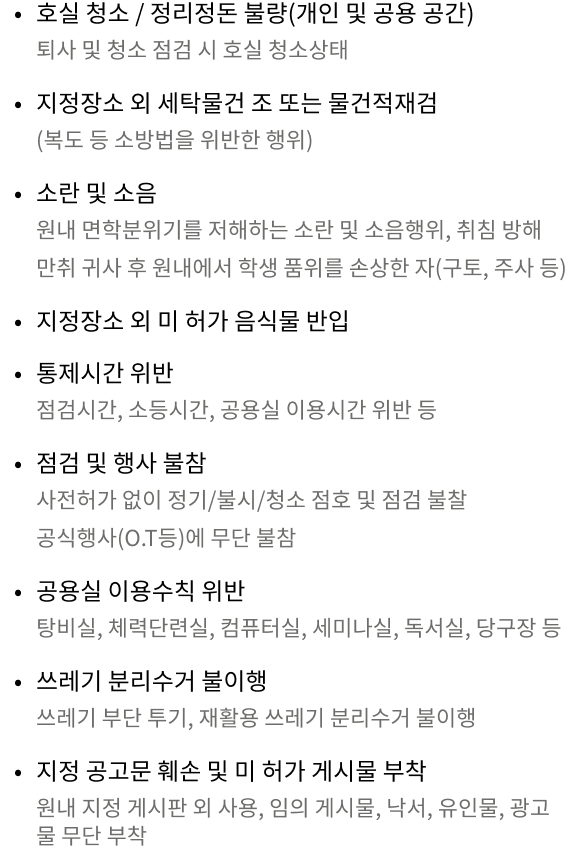 • 호실 청소 / 정리정돈 불량(개인 및 공용 공간)
퇴사 및 청소 점검 시 호실 청소상태
• 지정장소 외 세탁물건 조 또는 물건적재검
(복도 등 소방법을 위반한 행위)
• 소란 및 소음
원내 면학분위기를 저해하는 소란 및 소음행위, 취침 방해
만취 귀사 후 원내에서 학생 품위를 손상한 자(구토, 주사 등)
• 지정장소 외 미 허가 음식물 반입
• 통제시간 위반
점검시간, 소등시간, 공용실 이용시간 위반 등
• 점검 및 행사 불참
사전허가 없이 정기/불시/청소 점호 및 점검 불찰
공식행사(O.T등)에 무단 불참
• 공용실 이용수칙 위반
탕비실, 체력단련실, 컴퓨터실, 세미나실, 독서실, 당구장 등
• 쓰레기 분리수거 불이행
쓰레기 부단 투기, 재활용 쓰레기 분리수거 불이행
• 지정 공고문 훼손 및 미 허가 게시물 부착
원내 지정 게시판 외 사용, 임의 게시물, 낙서, 유인물, 광고
물 무단 부착